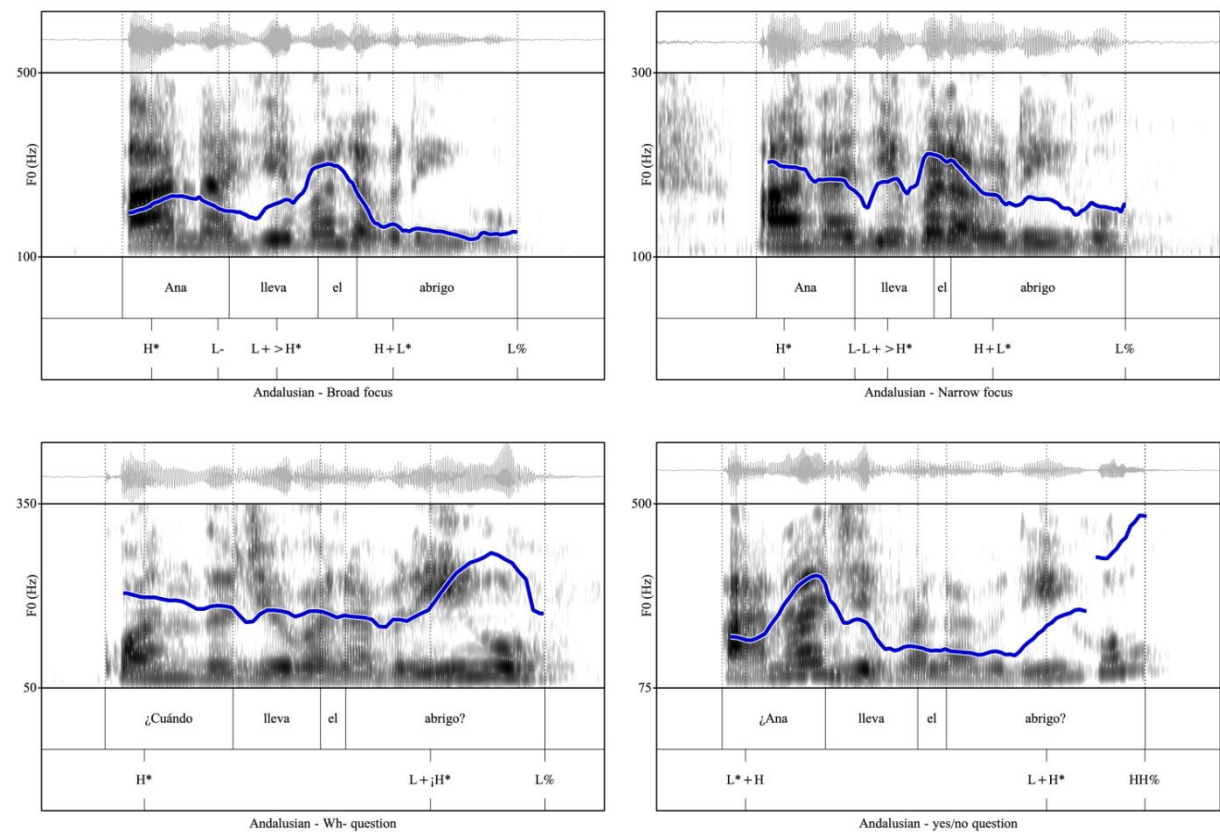 500
F0 (Hz)
100
Ana lleva el abrigo
H* L- L+>H* H+L* L%
Andalusian - Broad focus
300
F0 (Hz)
100
Ana lleva el abrigo
H* L-L+>H* H+L* L%
Andalusian - Narrow focus
350
F0 (Hz)
50
¿Cuándo lleva el abrigo?
H* L+¡H* L%
Andalusian - Wh- question
500
F0 (Hz)
75
¿Ana lleva el abrigo?
L*+H L+H* HH%
Andalusian - yes/no question